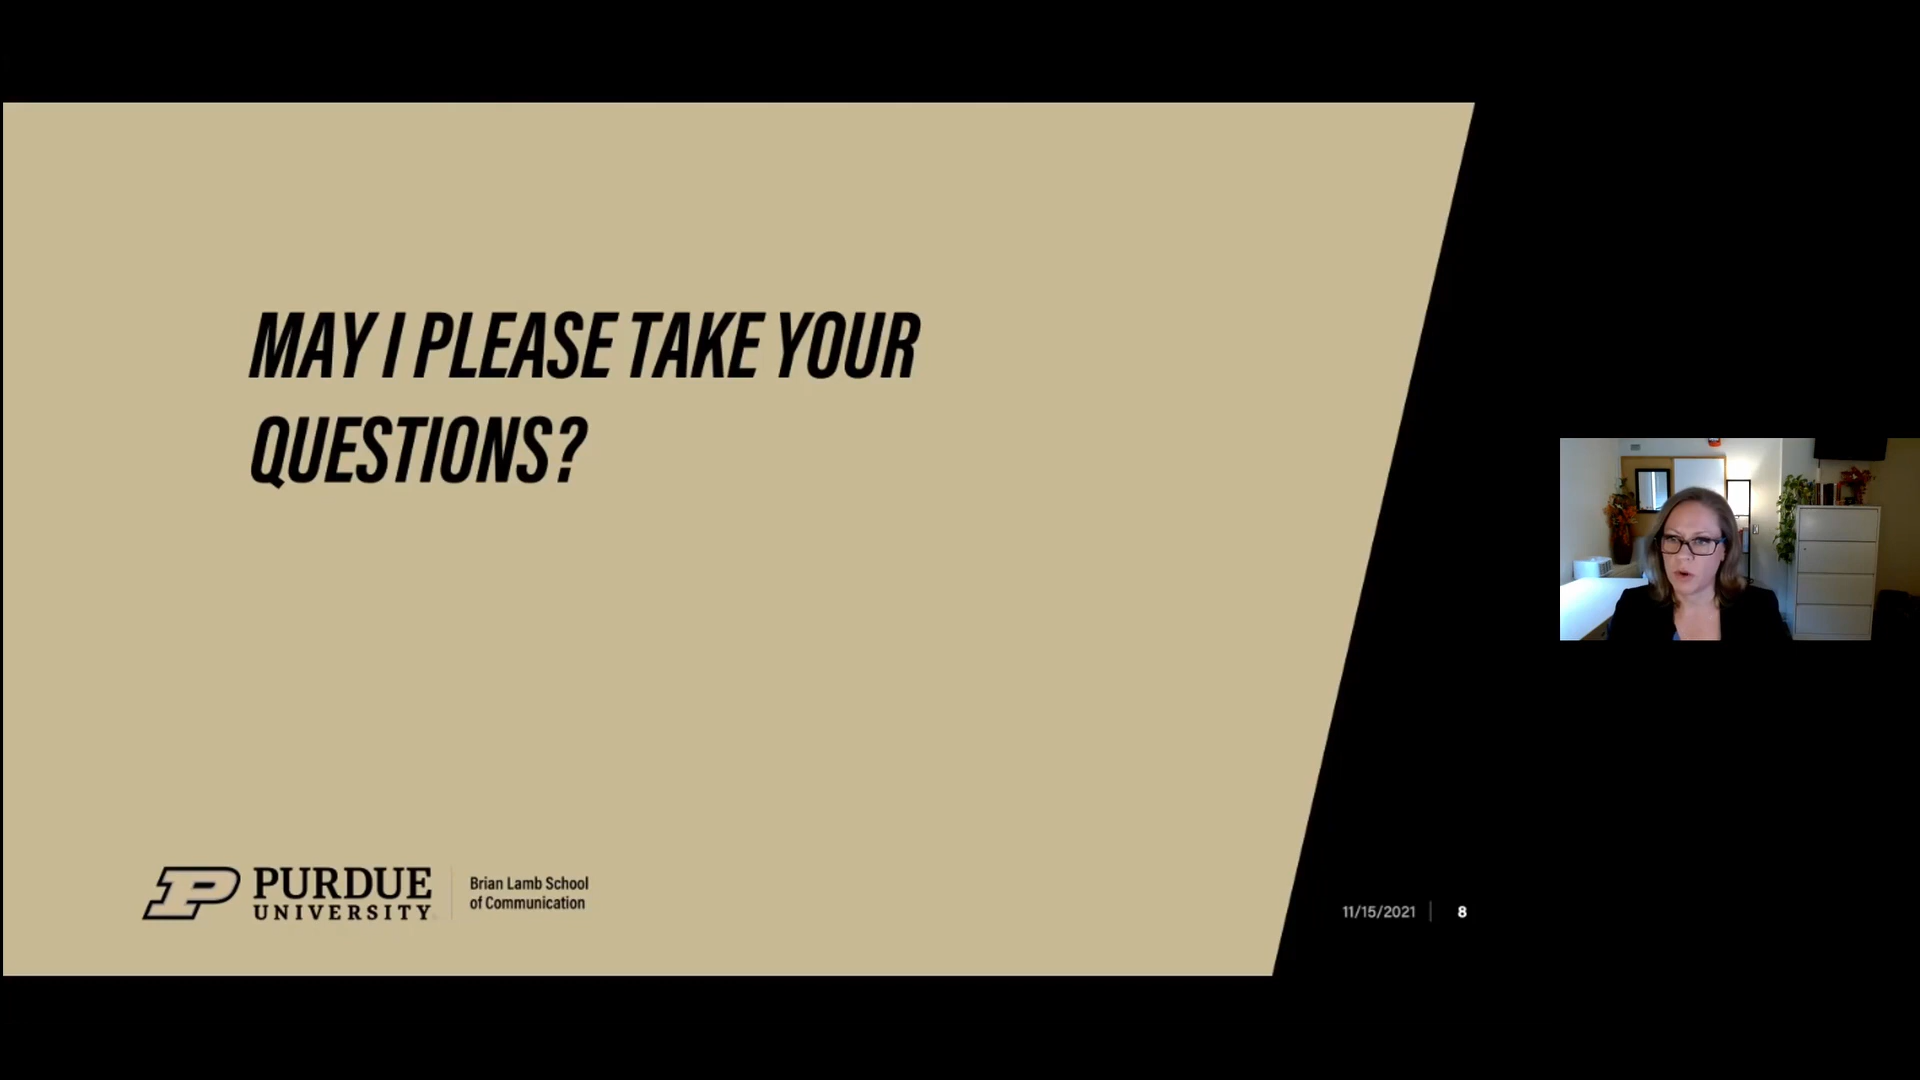 MAY I PLEASE TAKE YOUR
QUESTIONS?
PURDUE
UNIVERSITY
Brian Lamb School
of Communication
11/15/2021
8